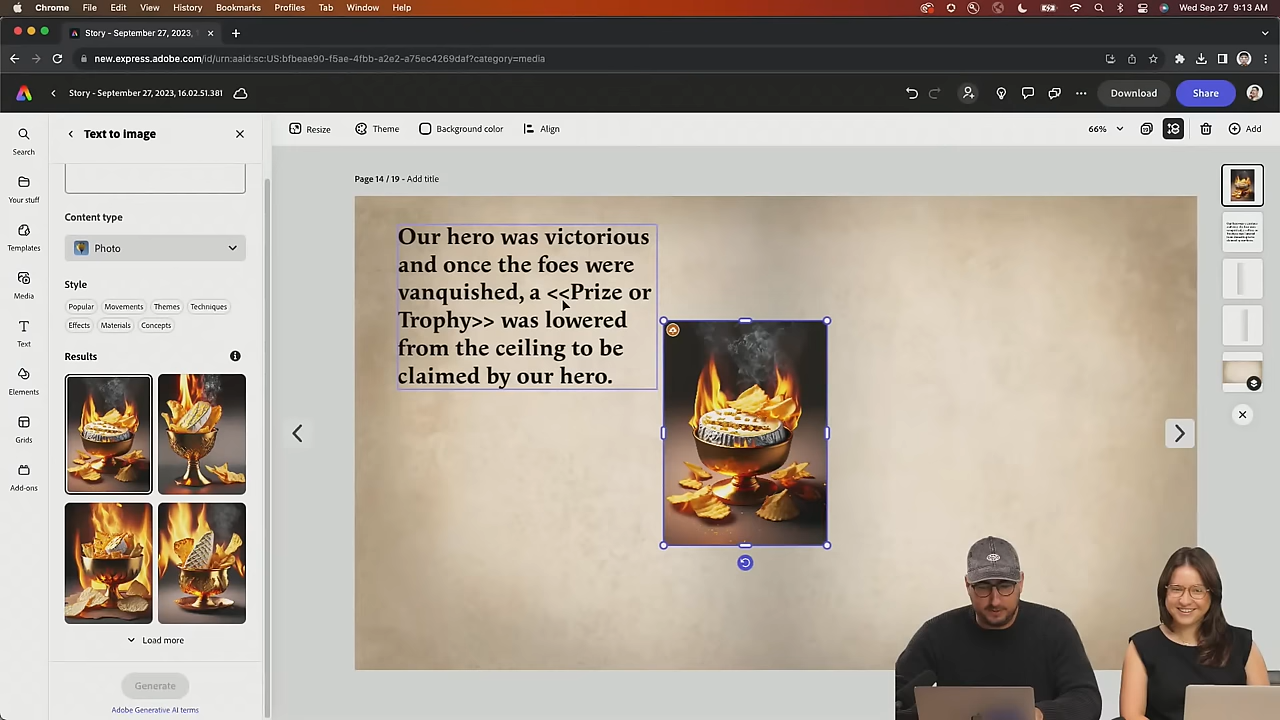 Chrome File Edit View History Bookmarks Profiles Tab Window Help
Wed Sep 27 9:13 AM
Story - September 27, 2023,
new.express.adobe.com/id/urn:aaid:sc:US:bfbeae90-f5ae-4fbb-a2e2-a75ec4269daf?category=media
Story - September 27, 2023, 16.02.51.381
Download
Share
Search
Your stuff
Templates
Media
Text
Elements
Grids
Add-ons
Text to image
Content type
Photo
Style
Popular Movements Themes Techniques
Effects Materials Concepts
Results
Load more
Generate
Adobe Generative AI terms
Resize Theme Background color Align
66%
Add
Page 14 / 19 - Add title
Our hero was victorious
and once the foes were
vanquished, a <<Prize or
Trophy>> was lowered
from the ceiling to be
claimed by our hero.